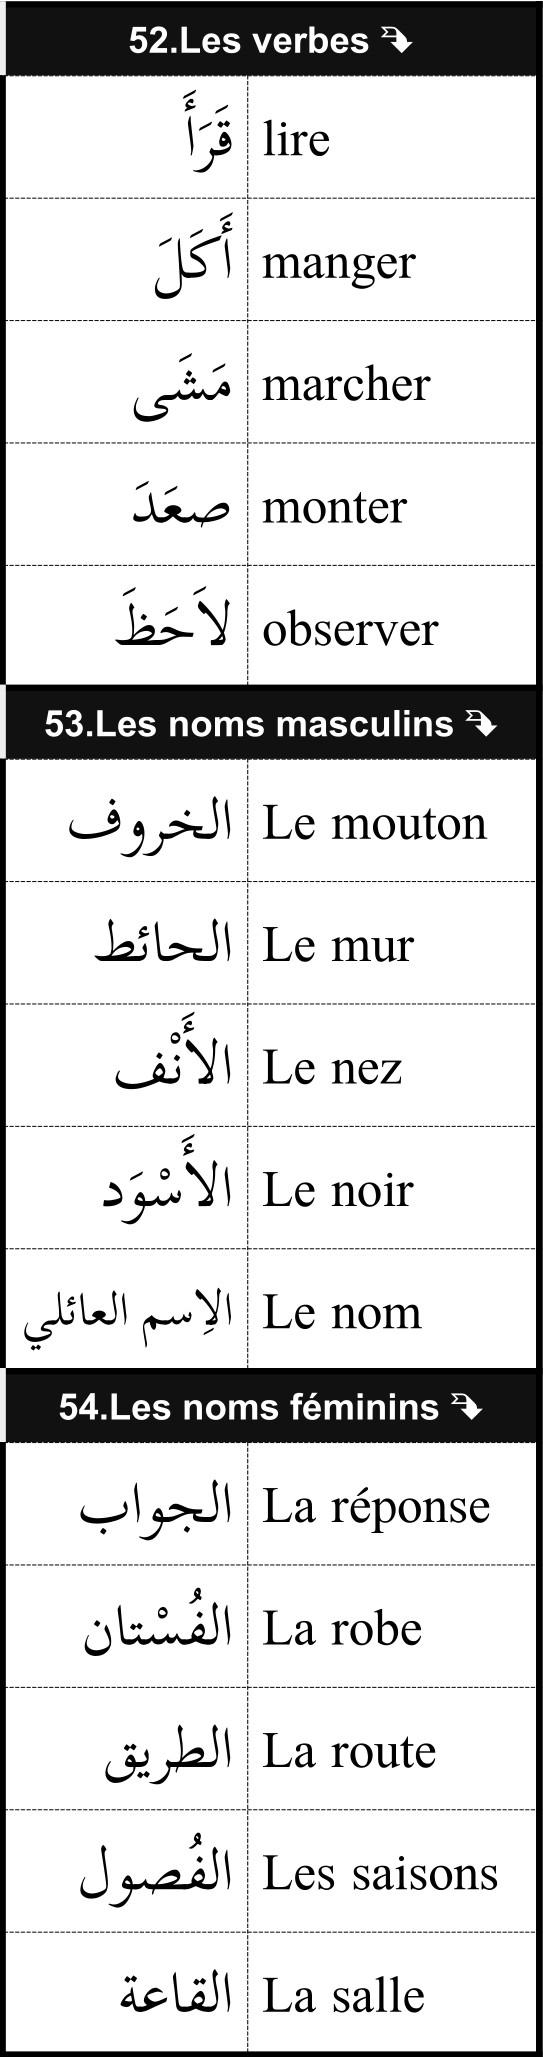 52.Les verbes
قَرَأَ lire
أَكَلَ manger
مَشَى marcher
صعَدَ monter
لاَحَظَ observer
53.Les noms masculins
الخروف Le mouton
الحائط Le mur
الأَنْف Le nez
الأَسْوَد Le noir
الاِسم العائلي Le nom
54.Les noms féminins
الجواب La réponse
الفُسْتان La robe
الطريق La route
الفُصول Les saisons
القاعة La salle